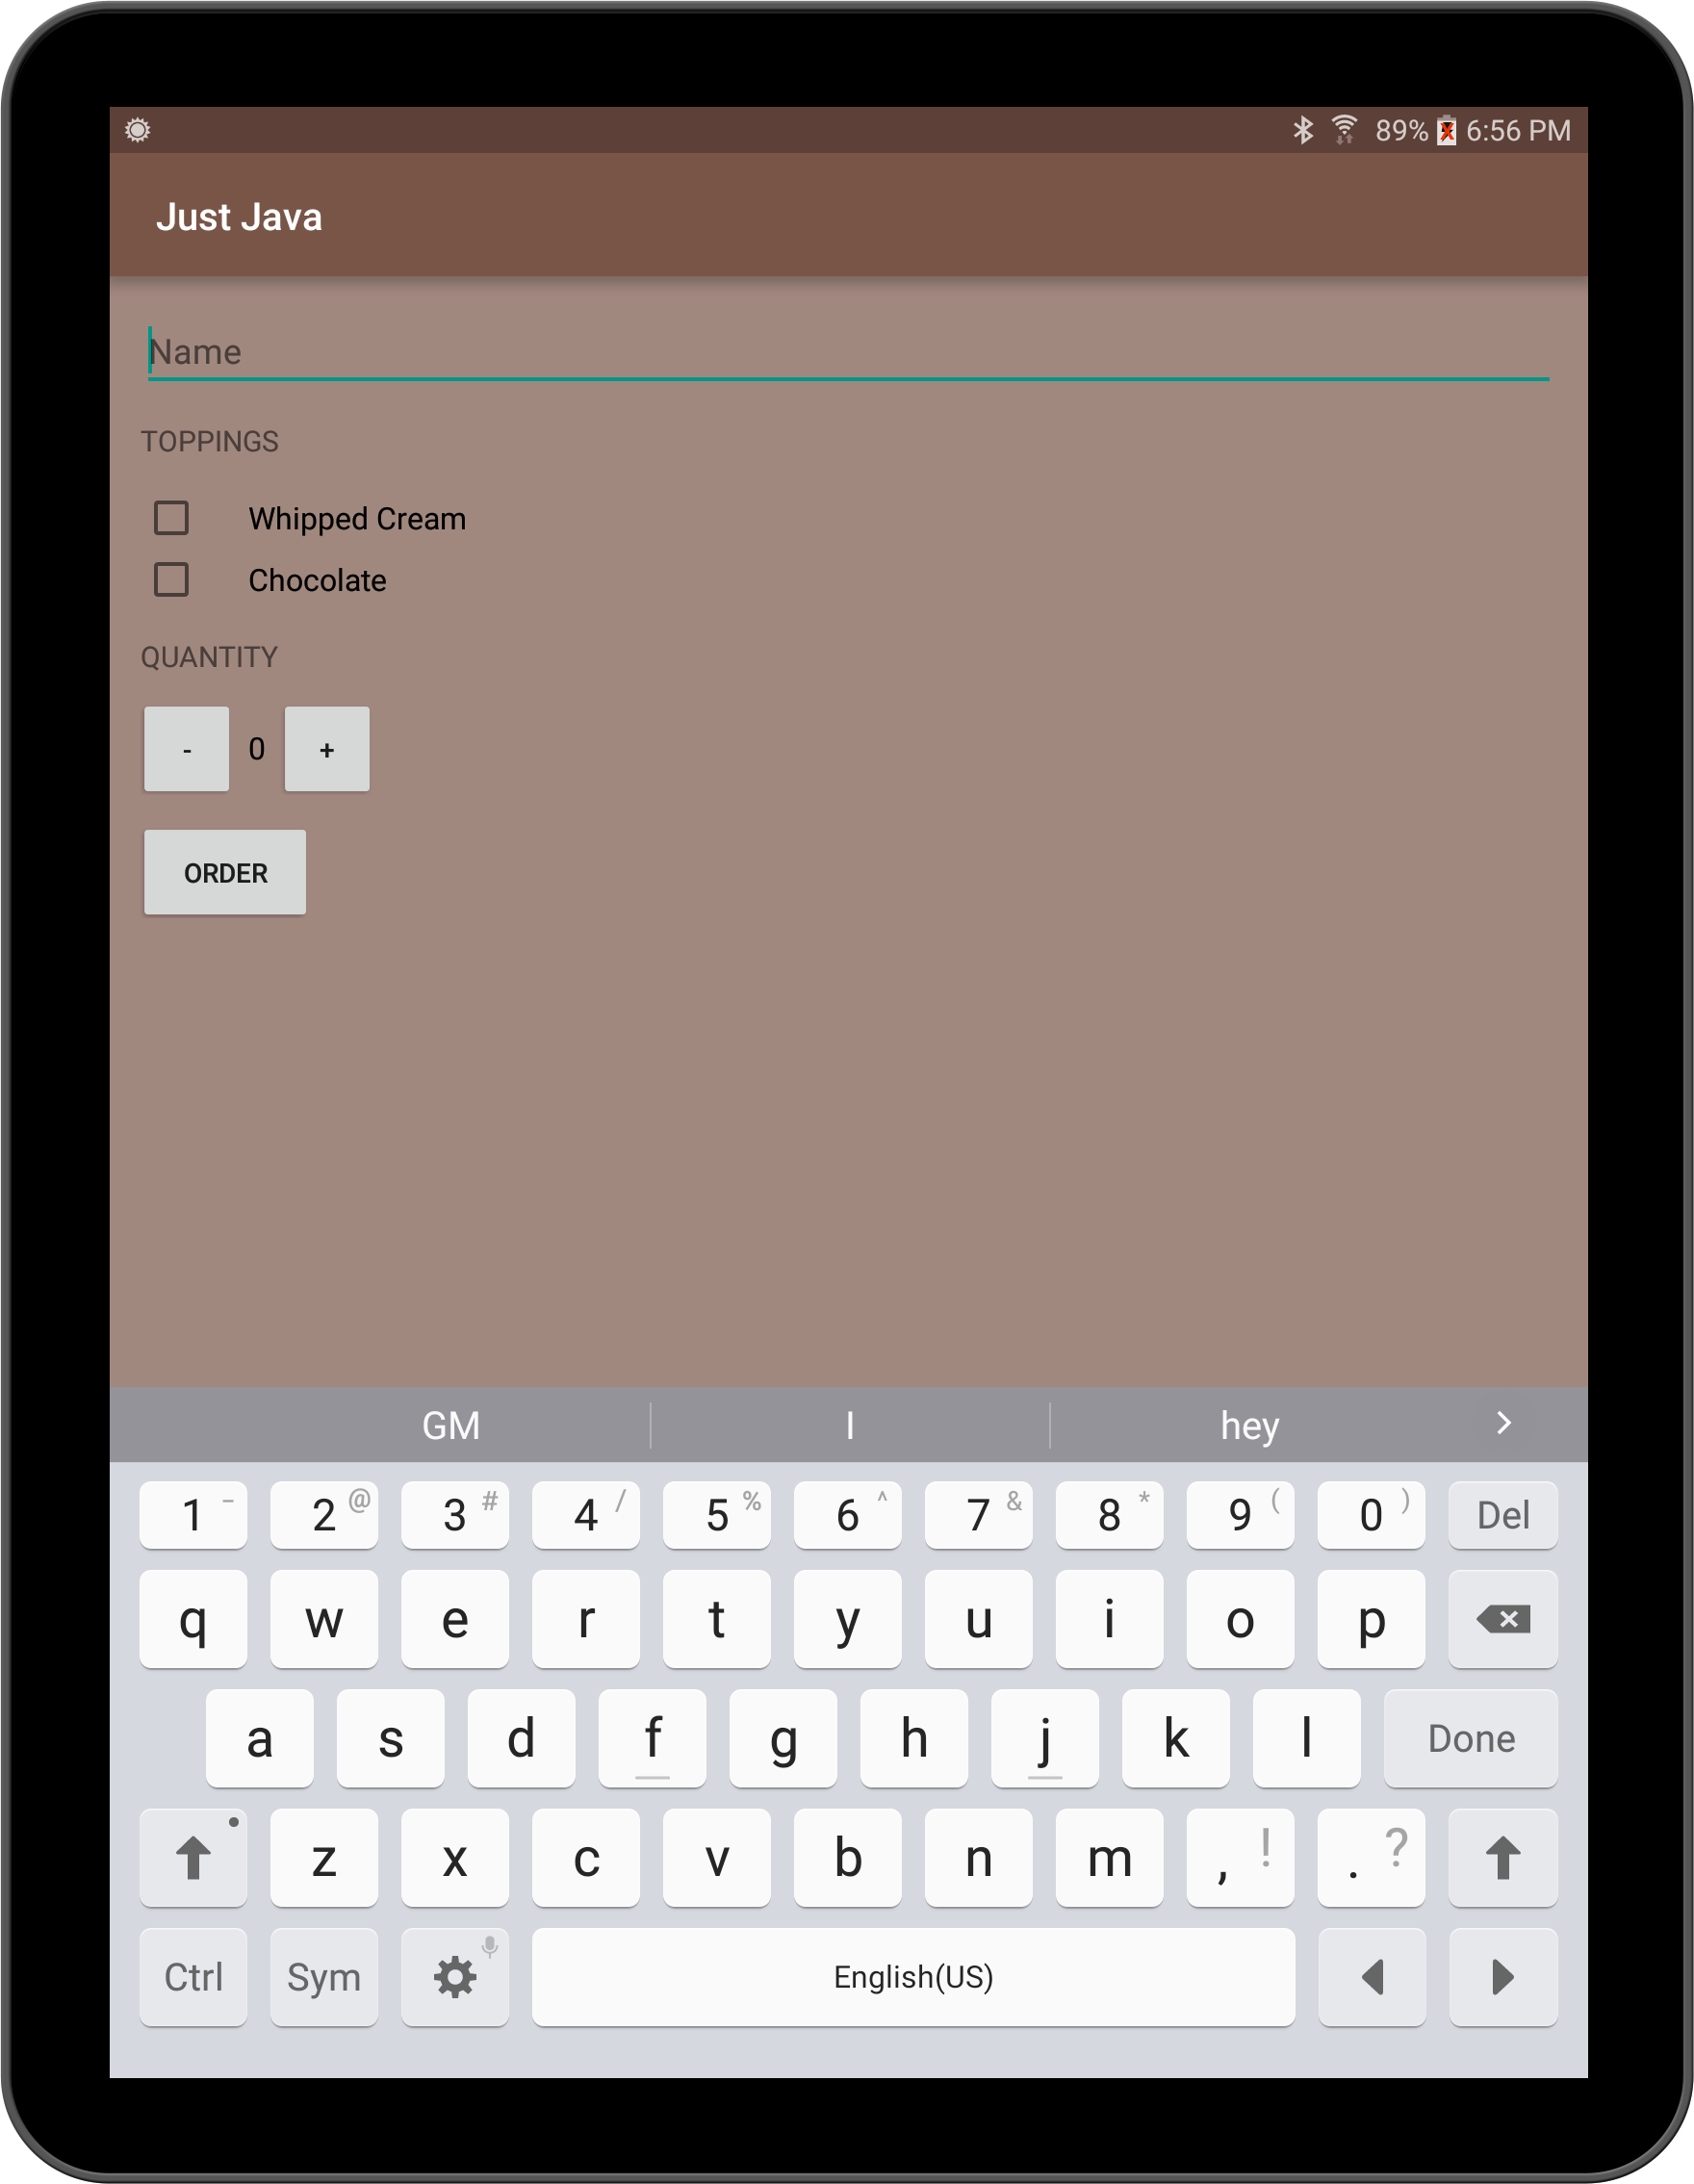 89% 6:56 PM
Just Java
Name
TOPPINGS
Whipped Cream
Chocolate
QUANTITY
- 0 +
ORDER
GM I hey
1 - 2 @ 3 # 4 / 5 % 6 ^ 7 & 8 * 9 ( 0 ) Del
q w e r t y u i o p
a s d f g h j k l Done
z x c v b n m , ! . ?
Ctrl Sym English(US)